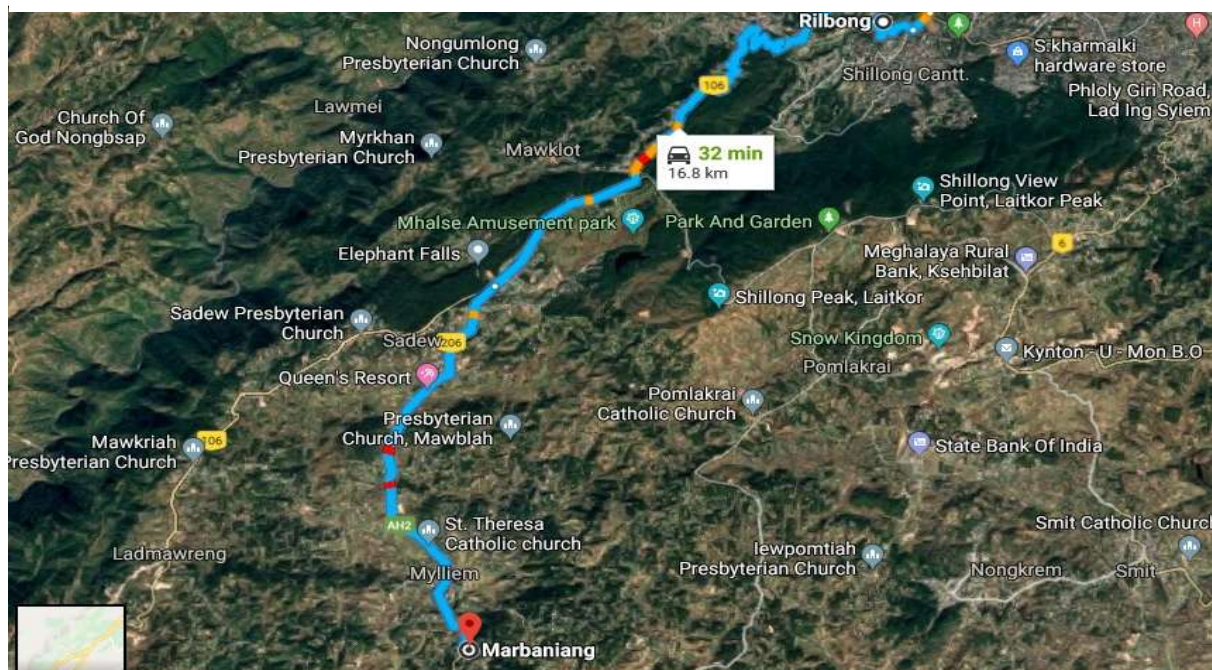 Rilbong
Nongumlong
Presbyterian Church
S.kharmalki
hardware store
Shillong Cantt.
106
Phloly Giri Road,
Lad Ing Syiem
Lawmei
Church Of
God Nongbsap
Myrkhan
Presbyterian Church
Mawklot
32 min
16.8 km
Shillong View
Point, Laitkor Peak
Mhalse Amusement park
Park And Garden
Elephant Falls
6
Meghalaya Rural
Bank, Ksehbilat
Shillong Peak, Laitkor
Sadew Presbyterian
Church
Sadew
206
Snow Kingdom
Kynton - U - Mon B.O
Pomlakrai
Queen's Resort
Pomlakrai
Catholic Church
Presbyterian
Church, Mawblah
Mawkriah
Presbyterian Church
106
State Bank Of India
AH2
St. Theresa
Catholic church
Smit Catholic Church
Ladmawreng
Mylliem
Iewpomtiah
Presbyterian Church
Nongkrem
Smit
Marbaniang